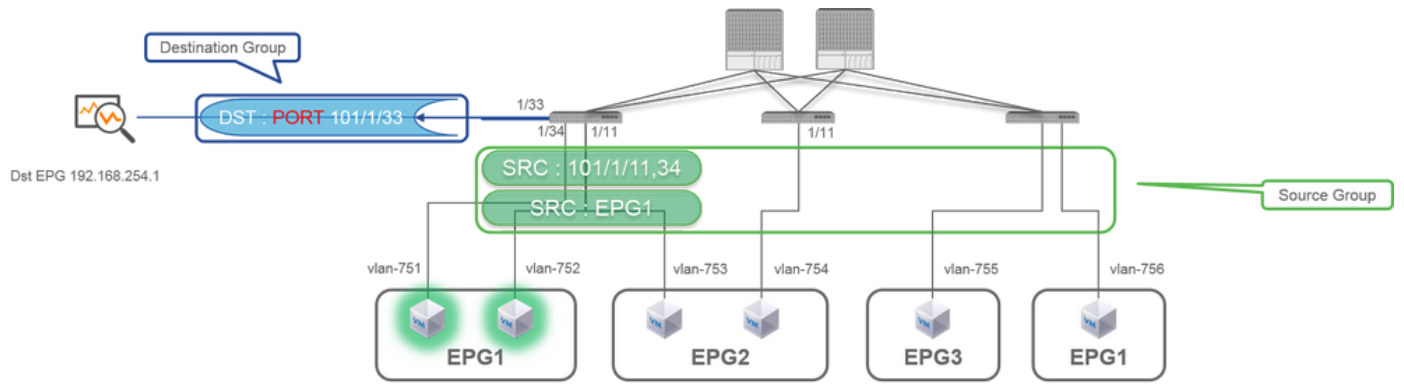 Destination Group
DST : PORT 101/1/33
1/33
1/34
1/11
1/11
Dst EPG 192.168.254.1
SRC : 101/1/11,34
SRC : EPG1
Source Group
vlan-751
vlan-752
vlan-753
vlan-754
vlan-755
vlan-756
VM
VM
VM
VM
VM
VM
EPG1
EPG2
EPG3
EPG1